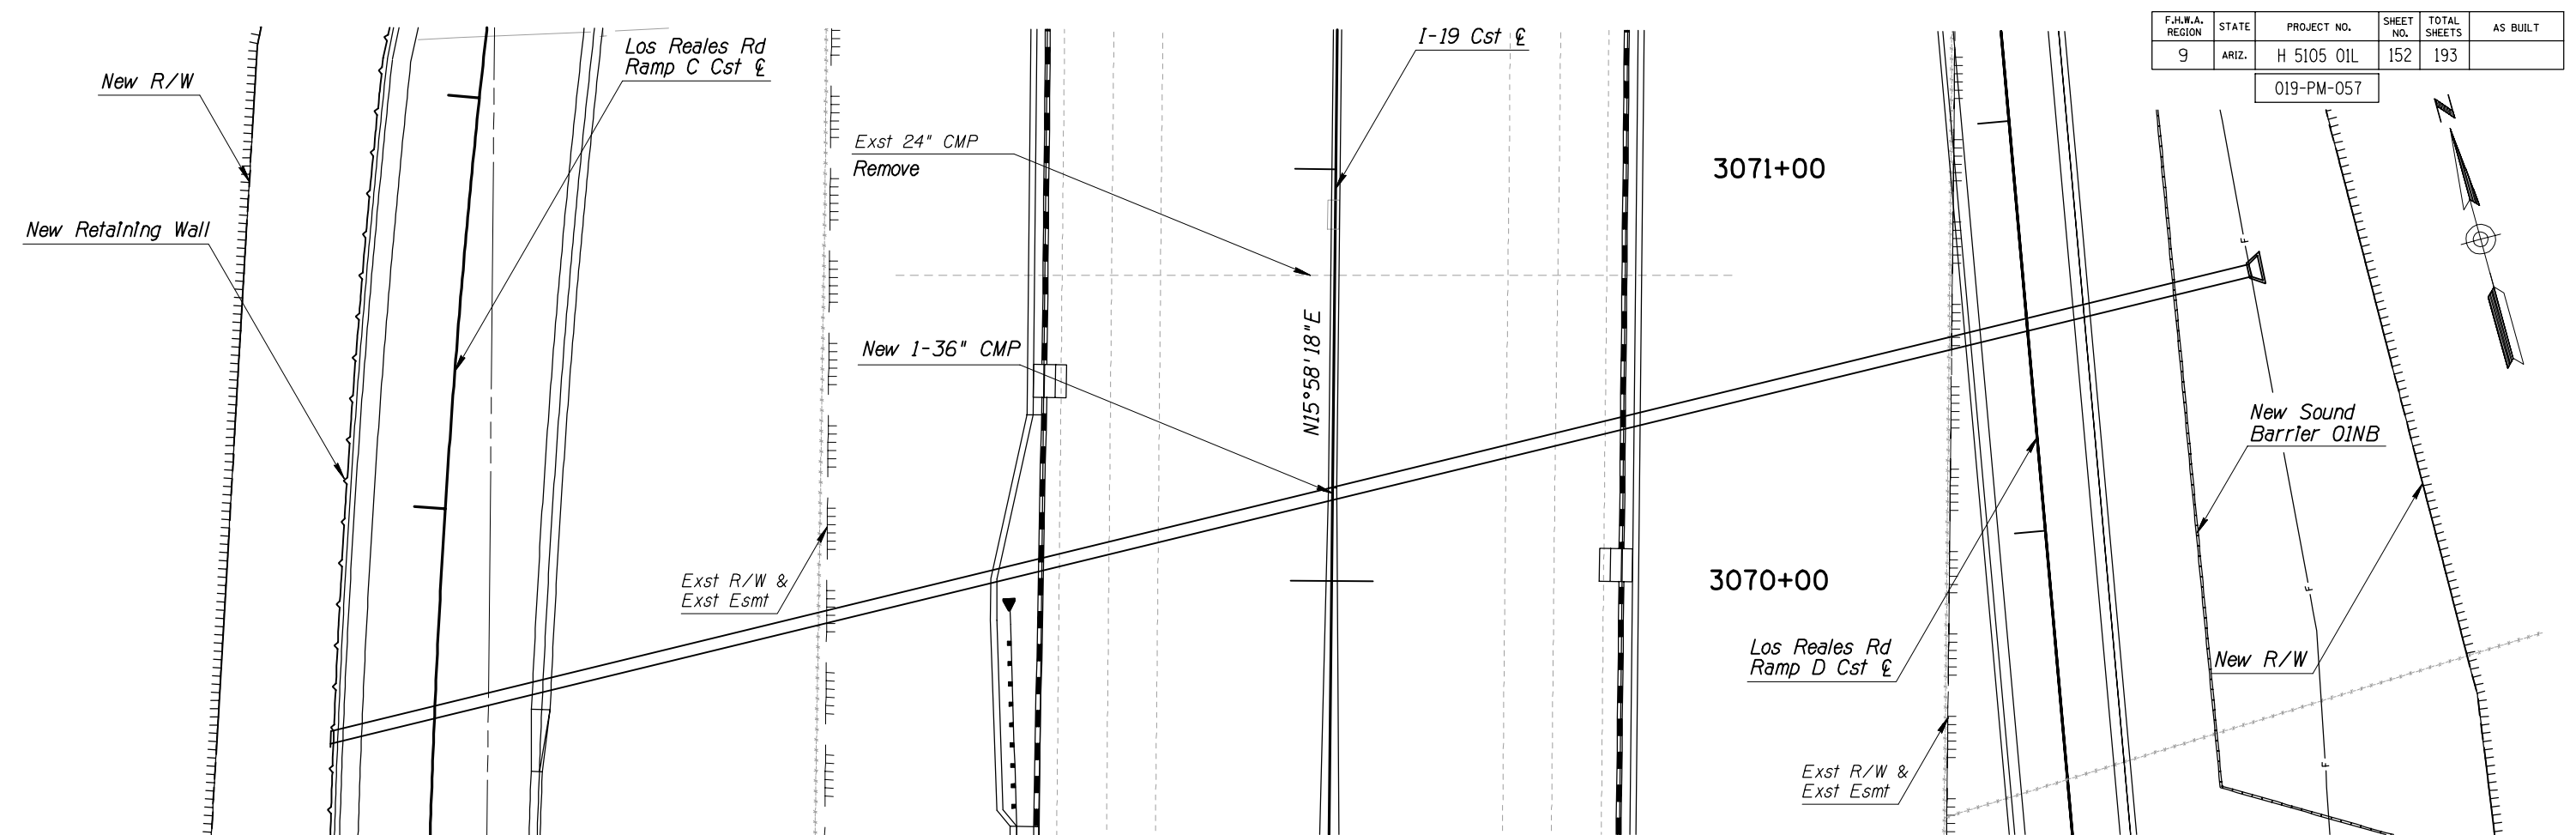 F.H.W.A. REGION STATE PROJECT NO. SHEET NO. TOTAL SHEETS AS BUILT
9 ARIZ. H 5105 01L 152 193
019-PM-057
N
New R/W
Los Reales Rd
Ramp C Cst ℄
I-19 Cst ℄
Exst 24" CMP
Remove
3071+00
New Retaining Wall
F
New 1-36" CMP
N15°58'18"E
New Sound
Barrier 01NB
Exst R/W &
Exst Esmt
3070+00
F
Los Reales Rd
Ramp D Cst ℄
New R/W
F
Exst R/W &
Exst Esmt